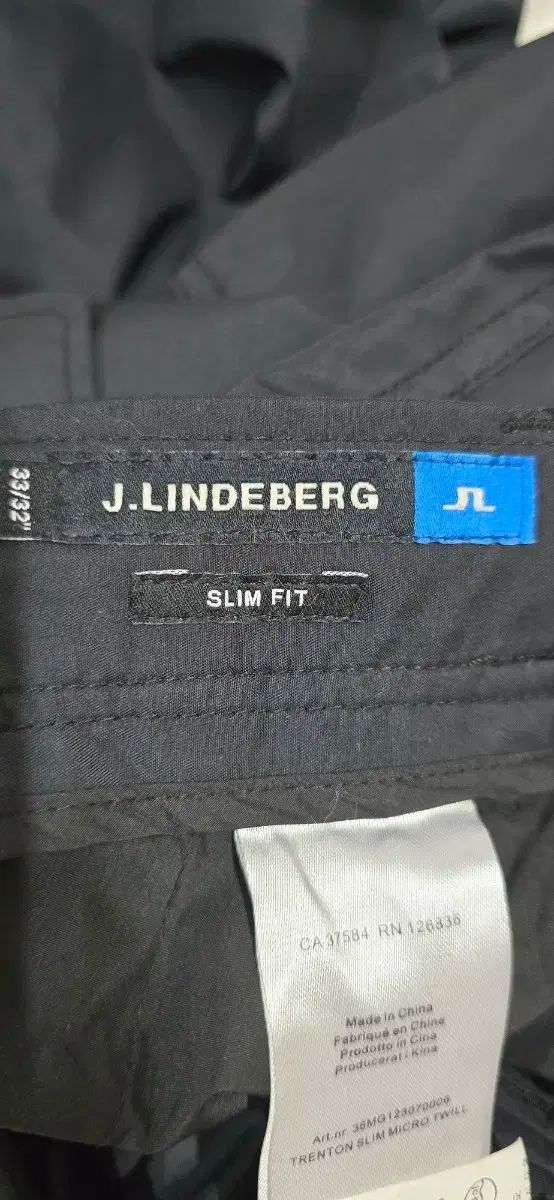 33/32"
J.LINDEBERG
SLIM FIT
CA 37584 RN 126836
Made in China
Fabriqué en Chine
Prodotto in Cina
Producerat i Kina
Art.nr. 36MG123070006
TRENTON SLIM MICRO TWILL